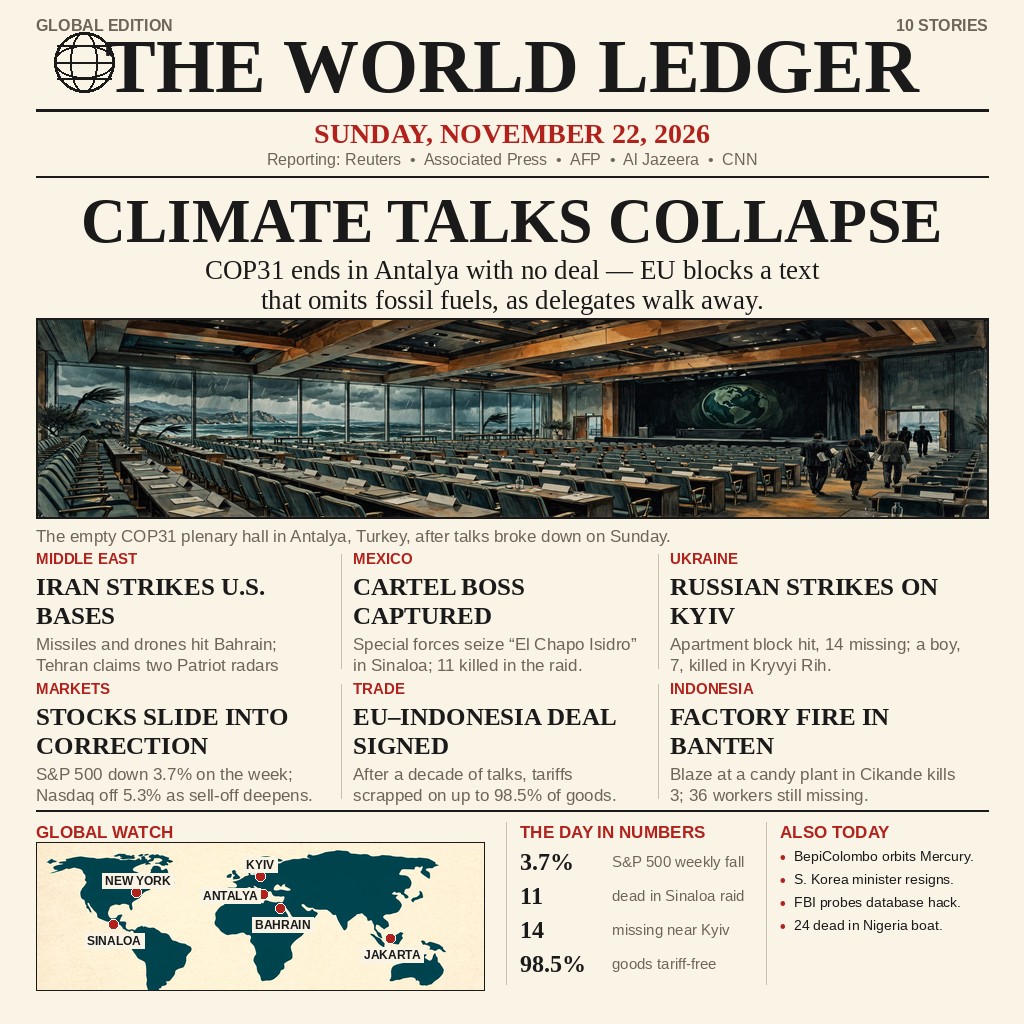 GLOBAL EDITION
10 STORIES
THE WORLD LEDGER
SUNDAY, NOVEMBER 22, 2026
Reporting: Reuters • Associated Press • AFP • Al Jazeera • CNN
CLIMATE TALKS COLLAPSE
COP31 ends in Antalya with no deal — EU blocks a text
that omits fossil fuels, as delegates walk away.
The empty COP31 plenary hall in Antalya, Turkey, after talks broke down on Sunday.
MIDDLE EAST
IRAN STRIKES U.S.
BASES
Missiles and drones hit Bahrain;
Tehran claims two Patriot radars
MEXICO
CARTEL BOSS
CAPTURED
Special forces seize “El Chapo Isidro”
in Sinaloa; 11 killed in the raid.
UKRAINE
RUSSIAN STRIKES ON
KYIV
Apartment block hit, 14 missing; a boy,
7, killed in Kryvyi Rih.
MARKETS
STOCKS SLIDE INTO
CORRECTION
S&P 500 down 3.7% on the week;
Nasdaq off 5.3% as sell-off deepens.
TRADE
EU–INDONESIA DEAL
SIGNED
After a decade of talks, tariffs
scrapped on up to 98.5% of goods.
INDONESIA
FACTORY FIRE IN
BANTEN
Blaze at a candy plant in Cikande kills
3; 36 workers still missing.
GLOBAL WATCH
KYIV
NEW YORK
ANTALYA
BAHRAIN
SINALOA
JAKARTA
THE DAY IN NUMBERS
3.7% S&P 500 weekly fall
11 dead in Sinaloa raid
14 missing near Kyiv
98.5% goods tariff-free
ALSO TODAY
• BepiColombo orbits Mercury.
• S. Korea minister resigns.
• FBI probes database hack.
• 24 dead in Nigeria boat.